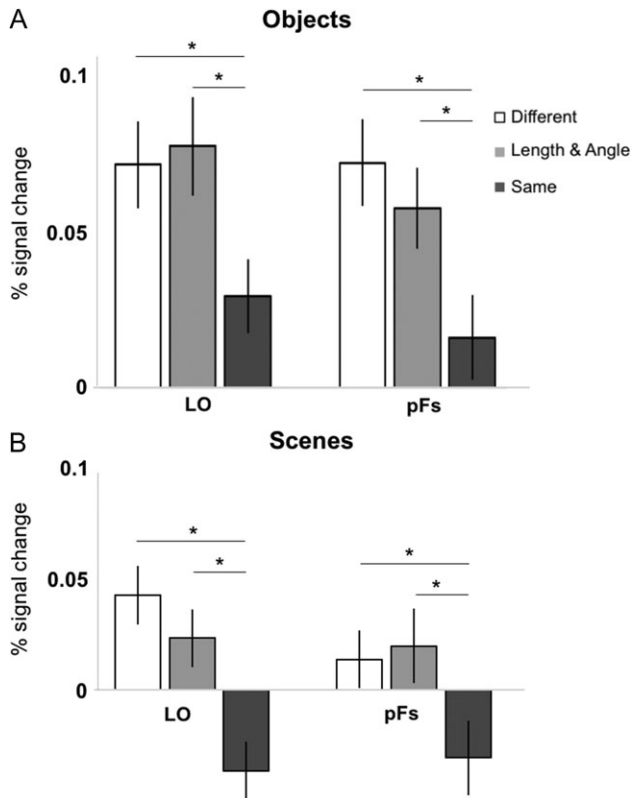 A
Objects
% signal change
0.1
0.05
0
*
*
*
*
Different
Length & Angle
Same
LO
pFs
B
Scenes
% signal change
0.1
0.05
0
*
*
*
*
LO
pFs